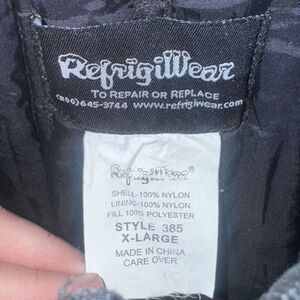 RefrigiWear
TO REPAIR OR REPLACE
(800)645-3744 www.refrigiwear.com
RefrigiWear
SHELL-100% NYLON
LINING-100% NYLON
FILL 100% POLYESTER
STYLE 385
X-LARGE
MADE IN CHINA
CARE OVER